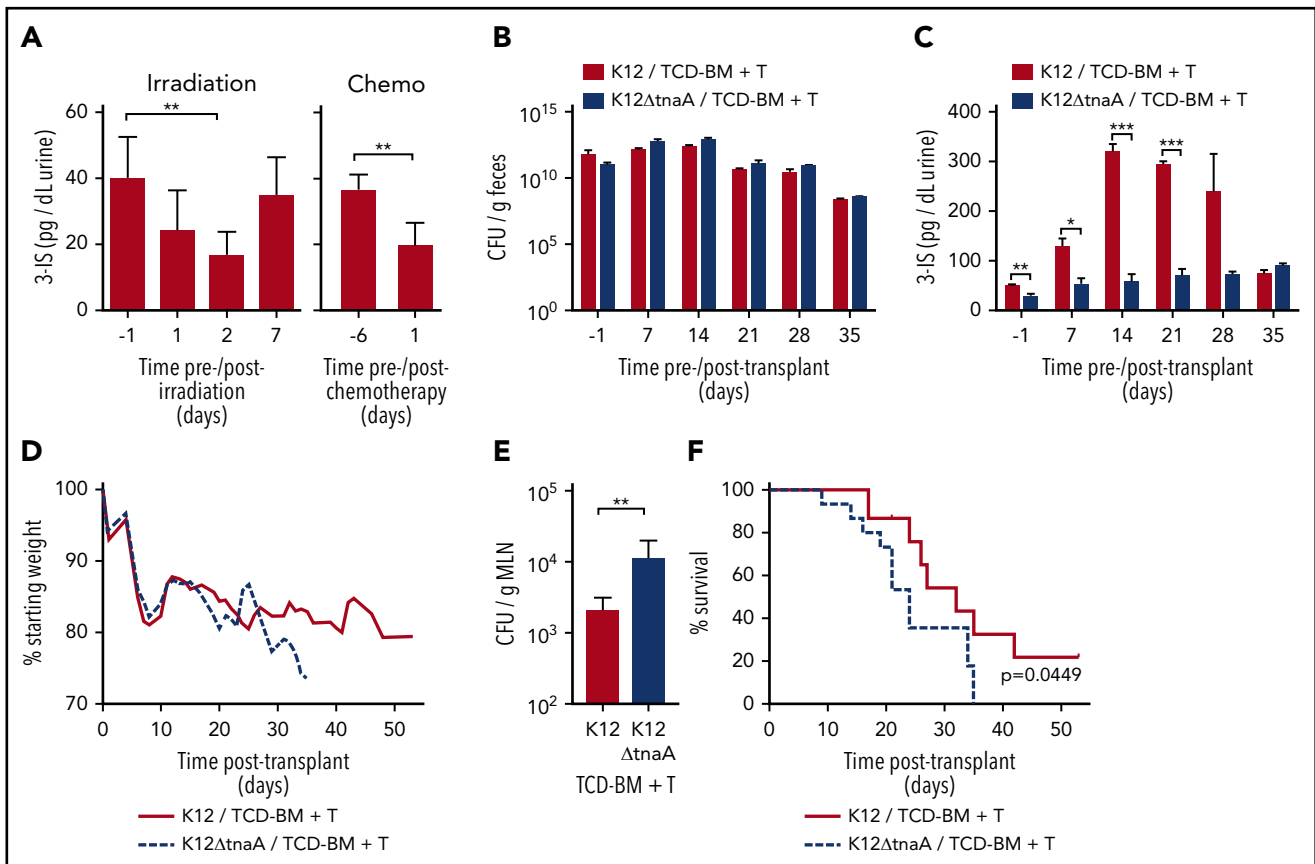 A
Irradiation
Chemo
3-IS (pg / dL urine)
60
40
20
0
**
**
-1 1 2 7
-6 1
Time pre-/post-
irradiation
(days)
Time pre-/post-
chemotherapy
(days)
B
K12 / TCD-BM + T
K12ΔtnaA / TCD-BM + T
CFU / g feces
10^15
10^10
10^5
10^0
-1 7 14 21 28 35
Time pre-/post-transplant
(days)
C
K12 / TCD-BM + T
K12ΔtnaA / TCD-BM + T
3-IS (pg / dL urine)
400
300
200
100
0
**
*
***
***
-1 7 14 21 28 35
Time pre-/post-transplant
(days)
D
% starting weight
100
90
80
70
0 10 20 30 40 50
Time post-transplant
(days)
K12 / TCD-BM + T
K12ΔtnaA / TCD-BM + T
E
CFU / g MLN
10^5
10^4
10^3
10^2
**
K12 K12
ΔtnaA
TCD-BM + T
F
% survival
100
80
60
40
20
0
p=0.0449
0 10 20 30 40 50
Time post-transplant
(days)
K12 / TCD-BM + T
K12ΔtnaA / TCD-BM + T